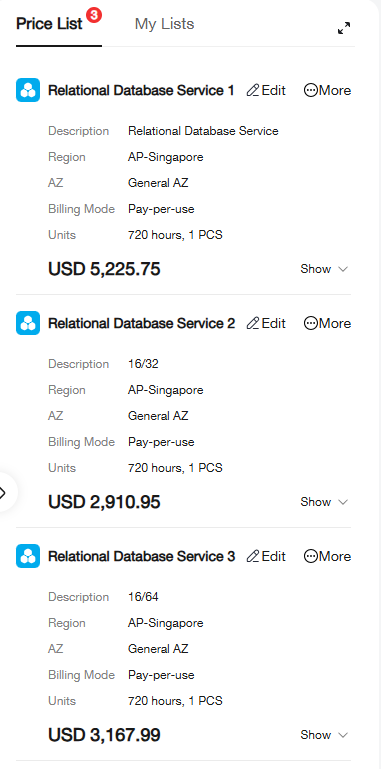 Price List 3 My Lists
Relational Database Service 1 Edit More
Description Relational Database Service
Region AP-Singapore
AZ General AZ
Billing Mode Pay-per-use
Units 720 hours, 1 PCS
USD 5,225.75 Show
Relational Database Service 2 Edit More
Description 16/32
Region AP-Singapore
AZ General AZ
Billing Mode Pay-per-use
Units 720 hours, 1 PCS
USD 2,910.95 Show
Relational Database Service 3 Edit More
Description 16/64
Region AP-Singapore
AZ General AZ
Billing Mode Pay-per-use
Units 720 hours, 1 PCS
USD 3,167.99 Show